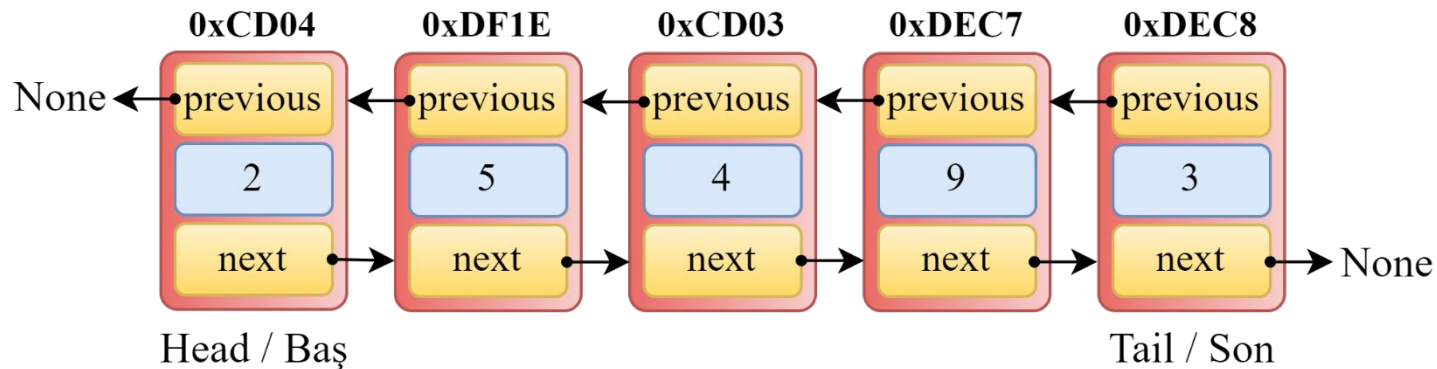 0xCD04 0xDF1E 0xCD03 0xDEC7 0xDEC8
None previous previous previous previous previous
2 5 4 9 3
next next next next next None
Head / Baş Tail / Son